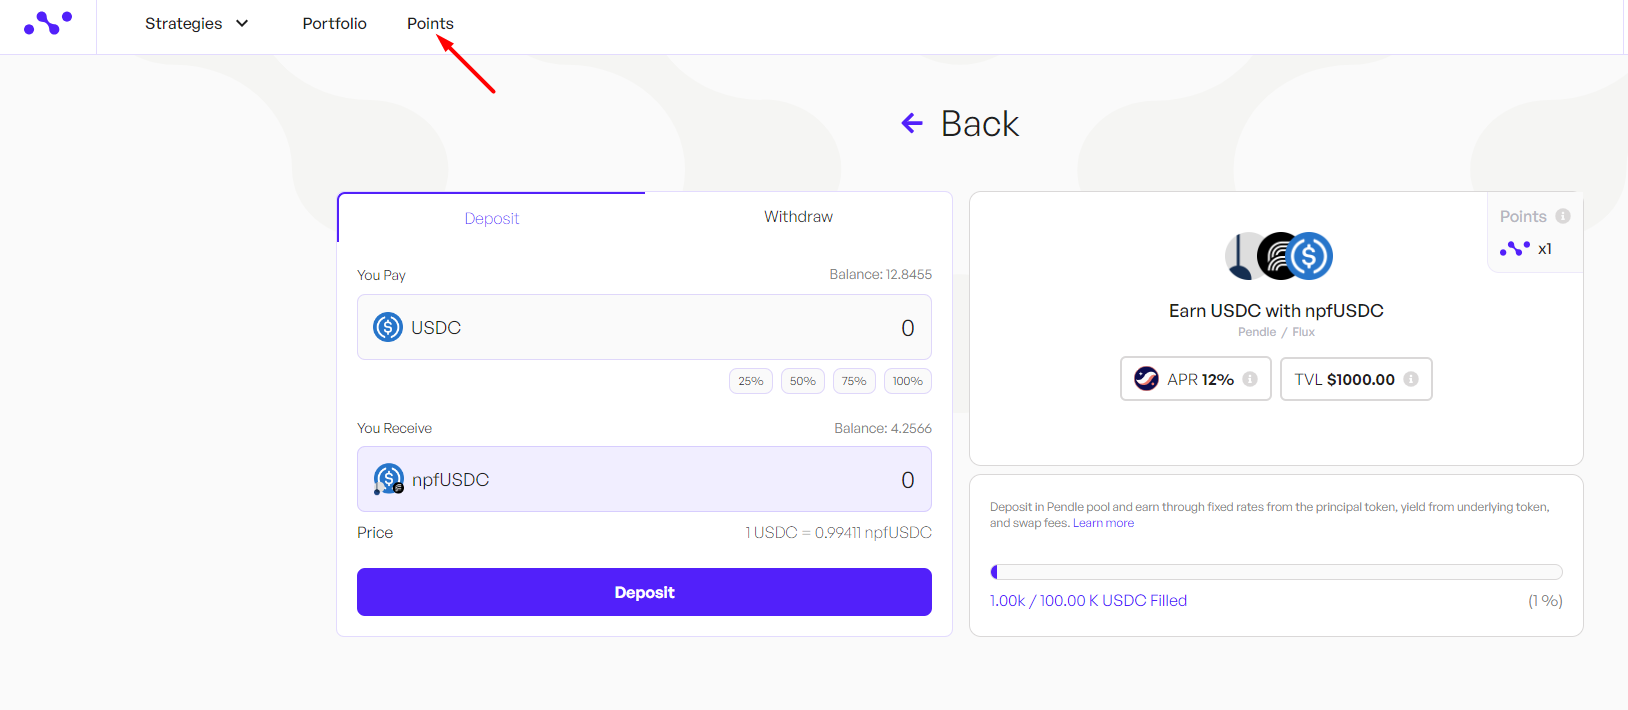 Strategies Portfolio Points
Back
Deposit Withdraw
You Pay Balance: 12.8455
USDC 0
25% 50% 75% 100%
You Receive Balance: 4.2566
npfUSDC 0
Price 1 USDC = 0.99411 npfUSDC
Deposit
Points
x1
Earn USDC with npfUSDC
Pendle / Flux
APR 12% TVL $1000.00
Deposit in Pendle pool and earn through fixed rates from the principal token, yield from underlying token,
and swap fees. Learn more
1.00k / 100.00 K USDC Filled (1 %)